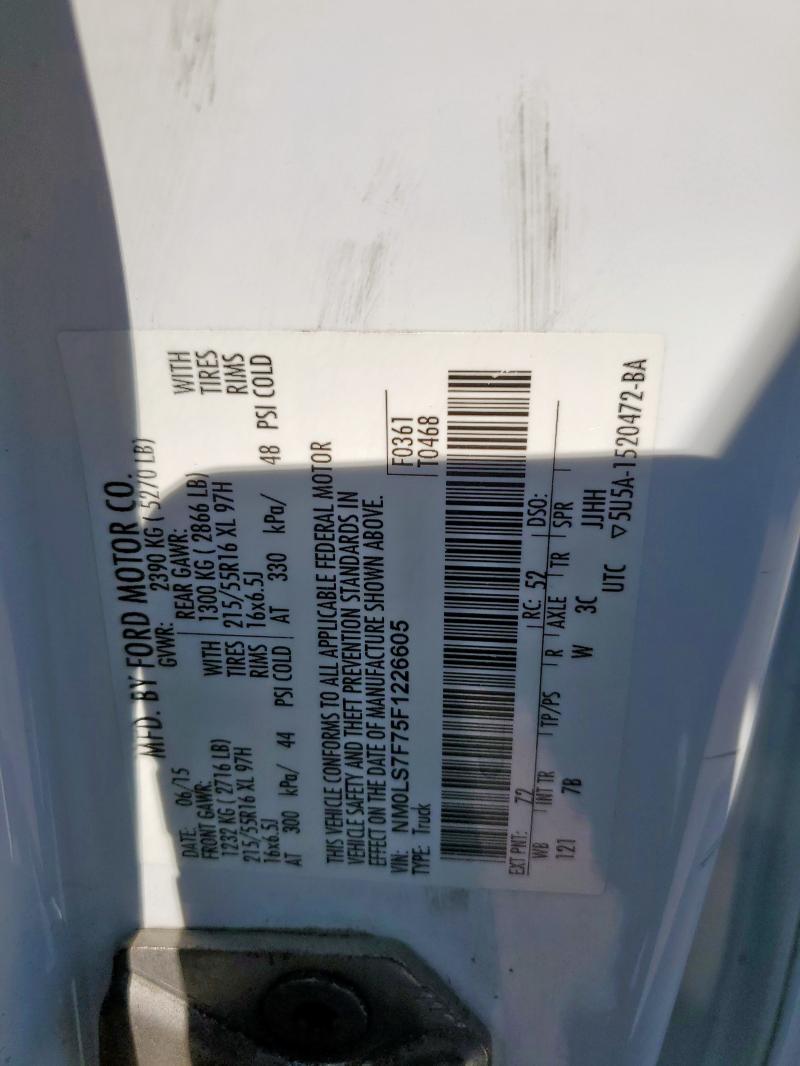 MFD. BY FORD MOTOR CO.
DATE: 06/15 GVWR: 2390 KG ( 5270 LB)
FRONT GAWR: REAR GAWR:
1232 KG ( 2716 LB) WITH 1300 KG ( 2866 LB) WITH
215/55R16 XL 97H TIRES 215/55R16 XL 97H TIRES
16x6.5J RIMS 16x6.5J RIMS
AT 300 kPa/ 44 PSI COLD AT 330 kPa/ 48 PSI COLD
THIS VEHICLE CONFORMS TO ALL APPLICABLE FEDERAL MOTOR
VEHICLE SAFETY AND THEFT PREVENTION STANDARDS IN
EFFECT ON THE DATE OF MANUFACTURE SHOWN ABOVE.
VIN: NM0LS7F75F1226605 F0361
TYPE: Truck T0468
EXT PNT: 7Z RC: 52 DSO:
WB INT TR TP/PS R AXLE TR SPR
121 7B W 3C JJHH
UTC ▽5U5A-1520472-BA